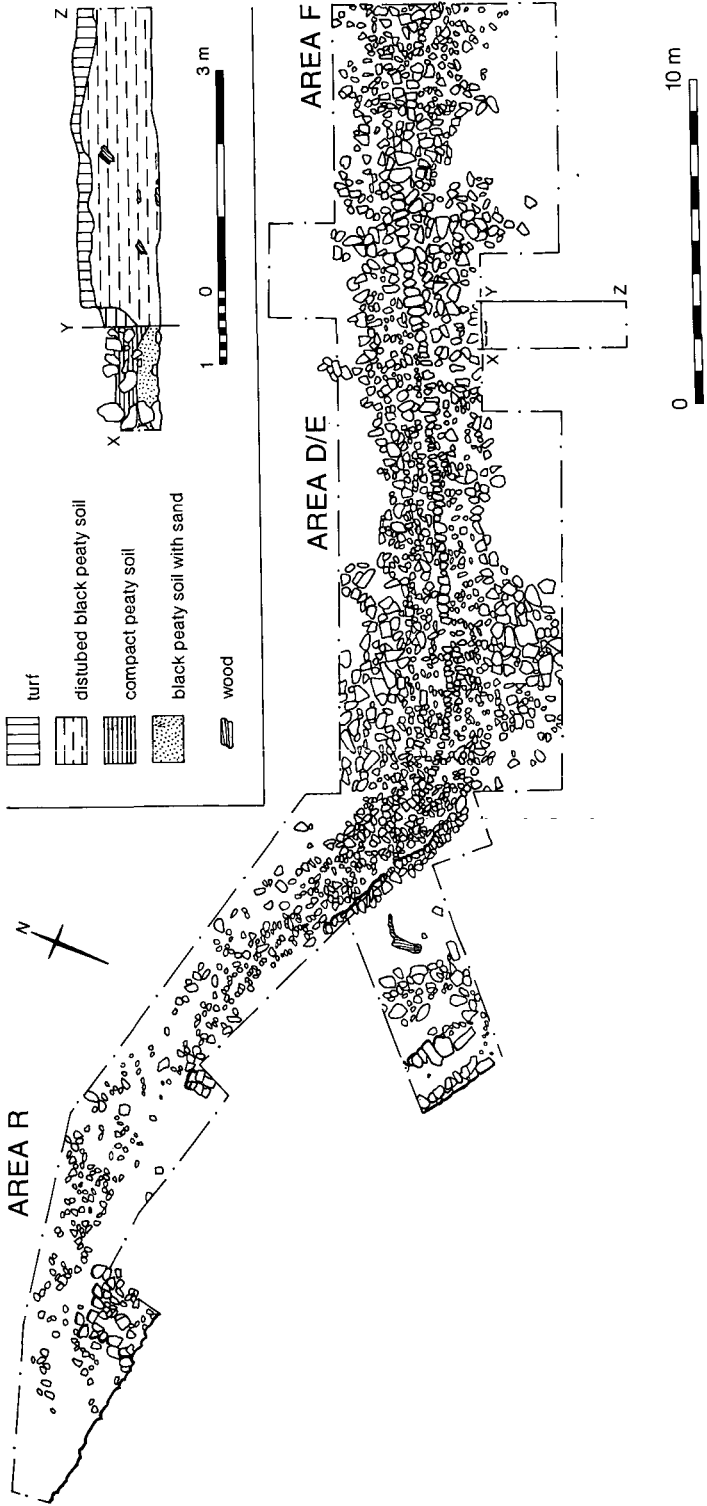 turf
distubed black peaty soil
compact peaty soil
black peaty soil with sand
wood
X
Y
Z
1 0 3 m
N
AREA R
AREA D/E
AREA F
X
Y
Z
0 10 m